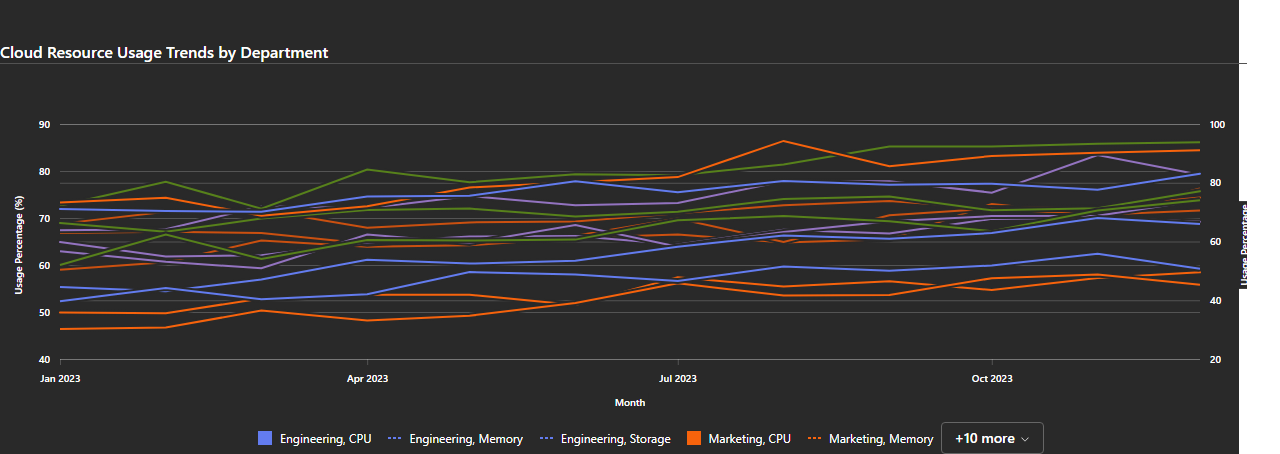 Cloud Resource Usage Trends by Department
90
80
70
60
50
40
100
80
60
40
20
Usage Percentage (%)
Usage Percentage
Jan 2023
Apr 2023
Jul 2023
Oct 2023
Month
Engineering, CPU
Engineering, Memory
Engineering, Storage
Marketing, CPU
Marketing, Memory
+10 more